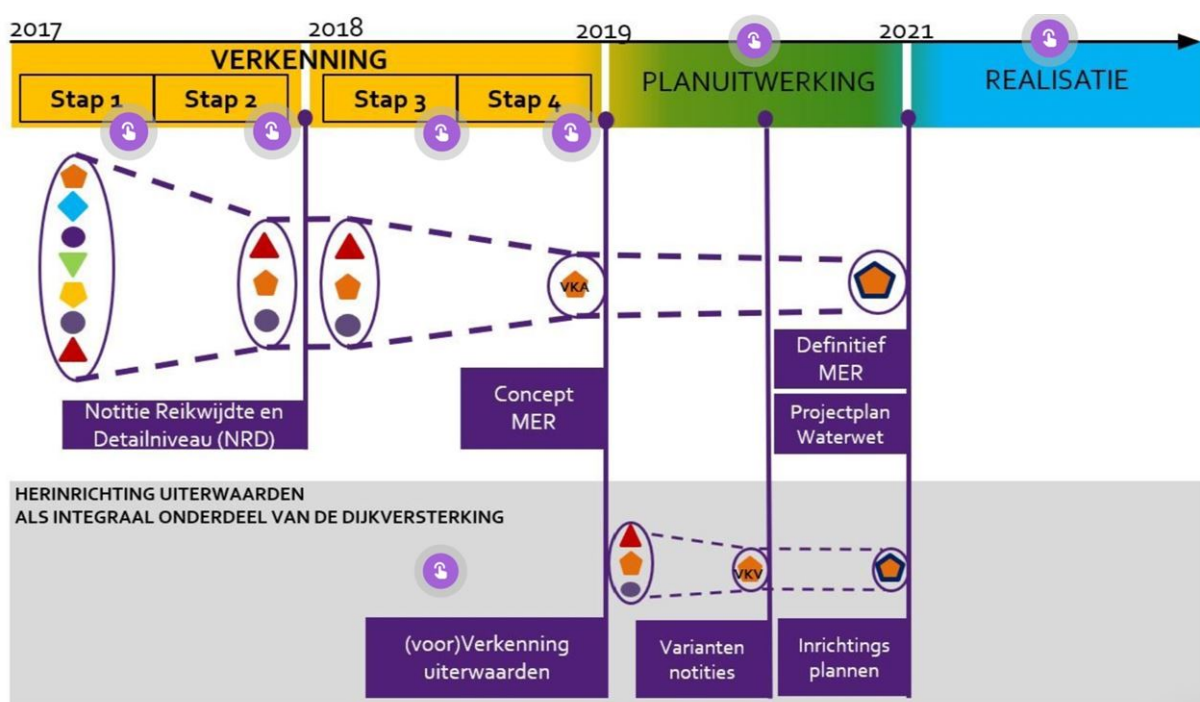 2017
2018
2019
2021
VERKENNING
Stap 1
Stap 2
Stap 3
Stap 4
PLANUITWERKING
REALISATIE
VKA
Notitie Reikwijdte en
Detailniveau (NRD)
Concept
MER
Definitief
MER
Projectplan
Waterwet
HERINRICHTING UITERWAARDEN
ALS INTEGRAAL ONDERDEEL VAN DE DIJKVERSTERKING
VKV
(voor)Verkenning
uiterwaarden
Varianten
notities
Inrichtings
plannen